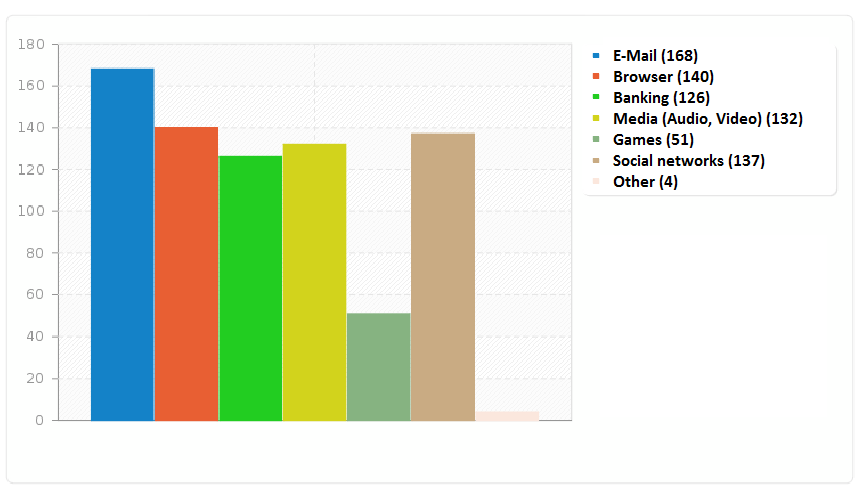 180
160
140
120
100
80
60
40
20
0
E-Mail (168)
Browser (140)
Banking (126)
Media (Audio, Video) (132)
Games (51)
Social networks (137)
Other (4)